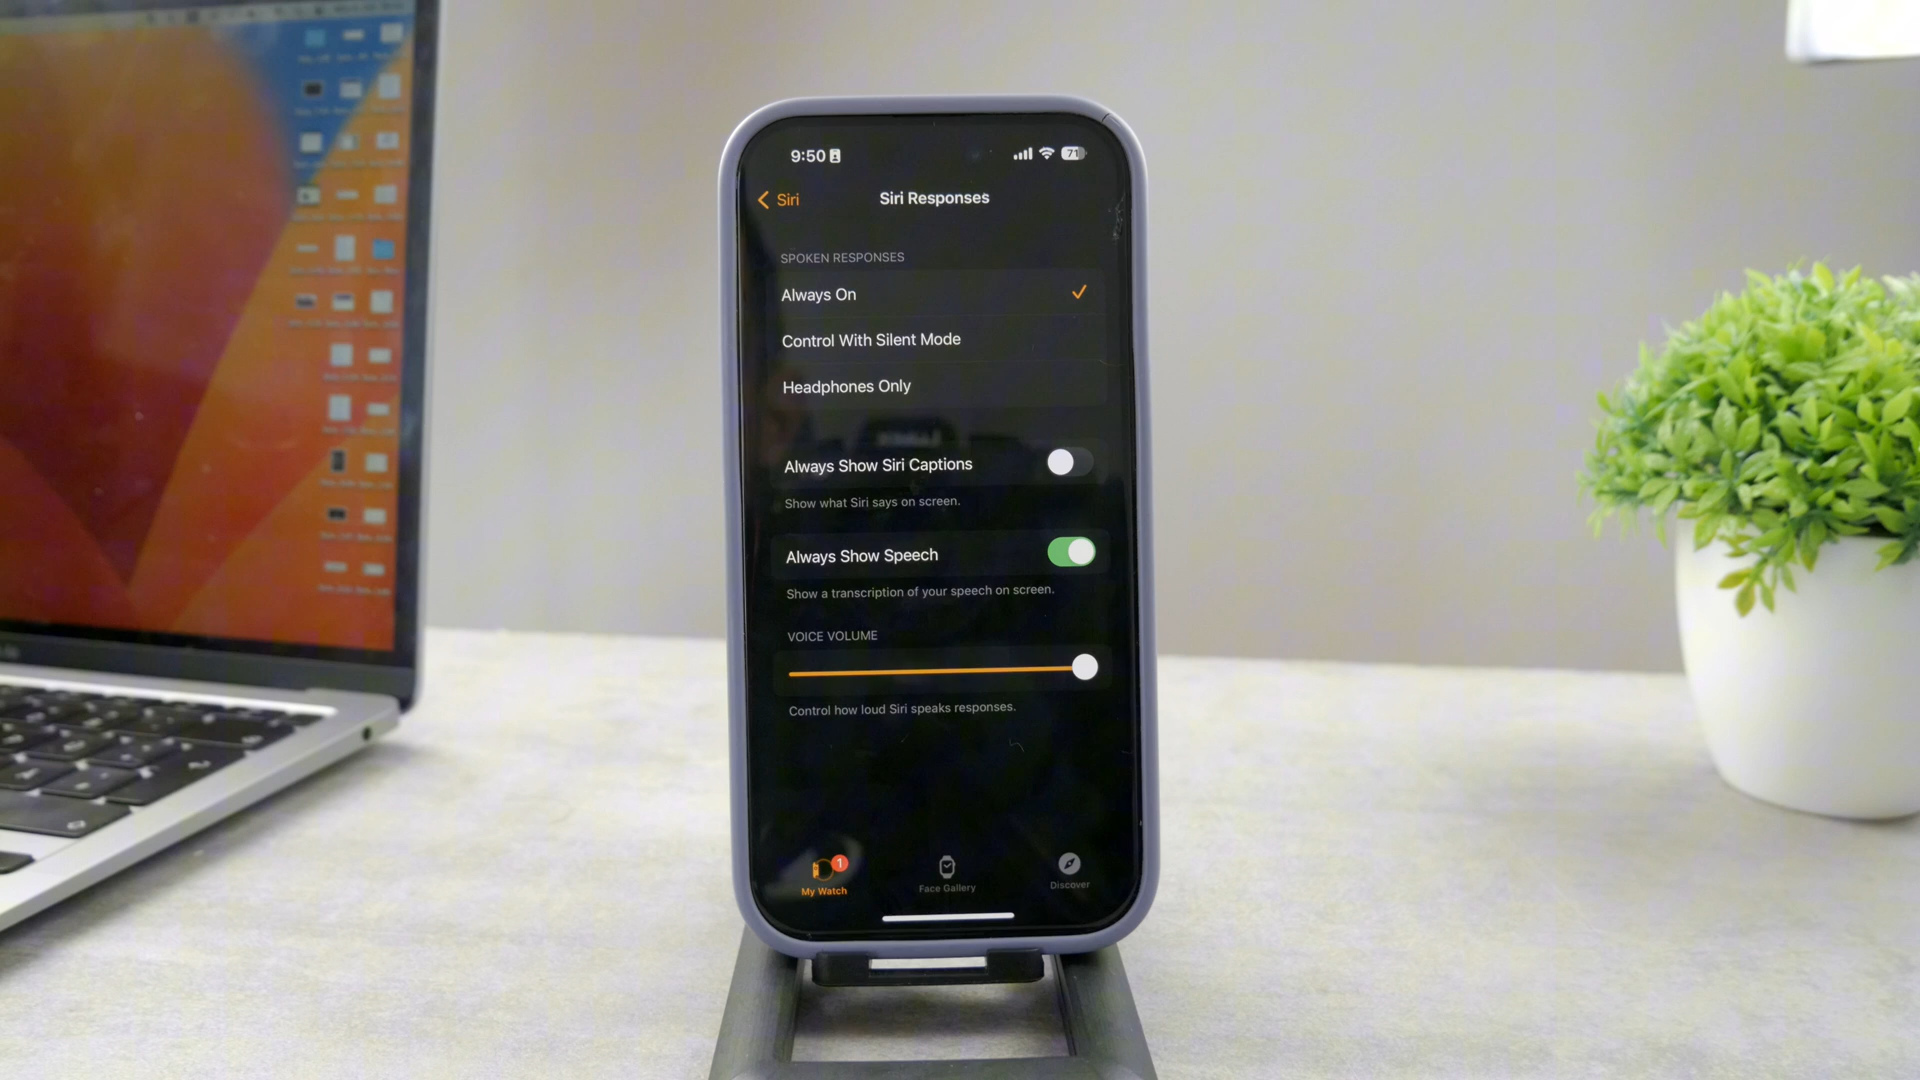 9:50
71
Siri
Siri Responses
SPOKEN RESPONSES
Always On
Control With Silent Mode
Headphones Only
Always Show Siri Captions
Show what Siri says on screen.
Always Show Speech
Show a transcription of your speech on screen.
VOICE VOLUME
Control how loud Siri speaks responses.
1
My Watch
Face Gallery
Discover